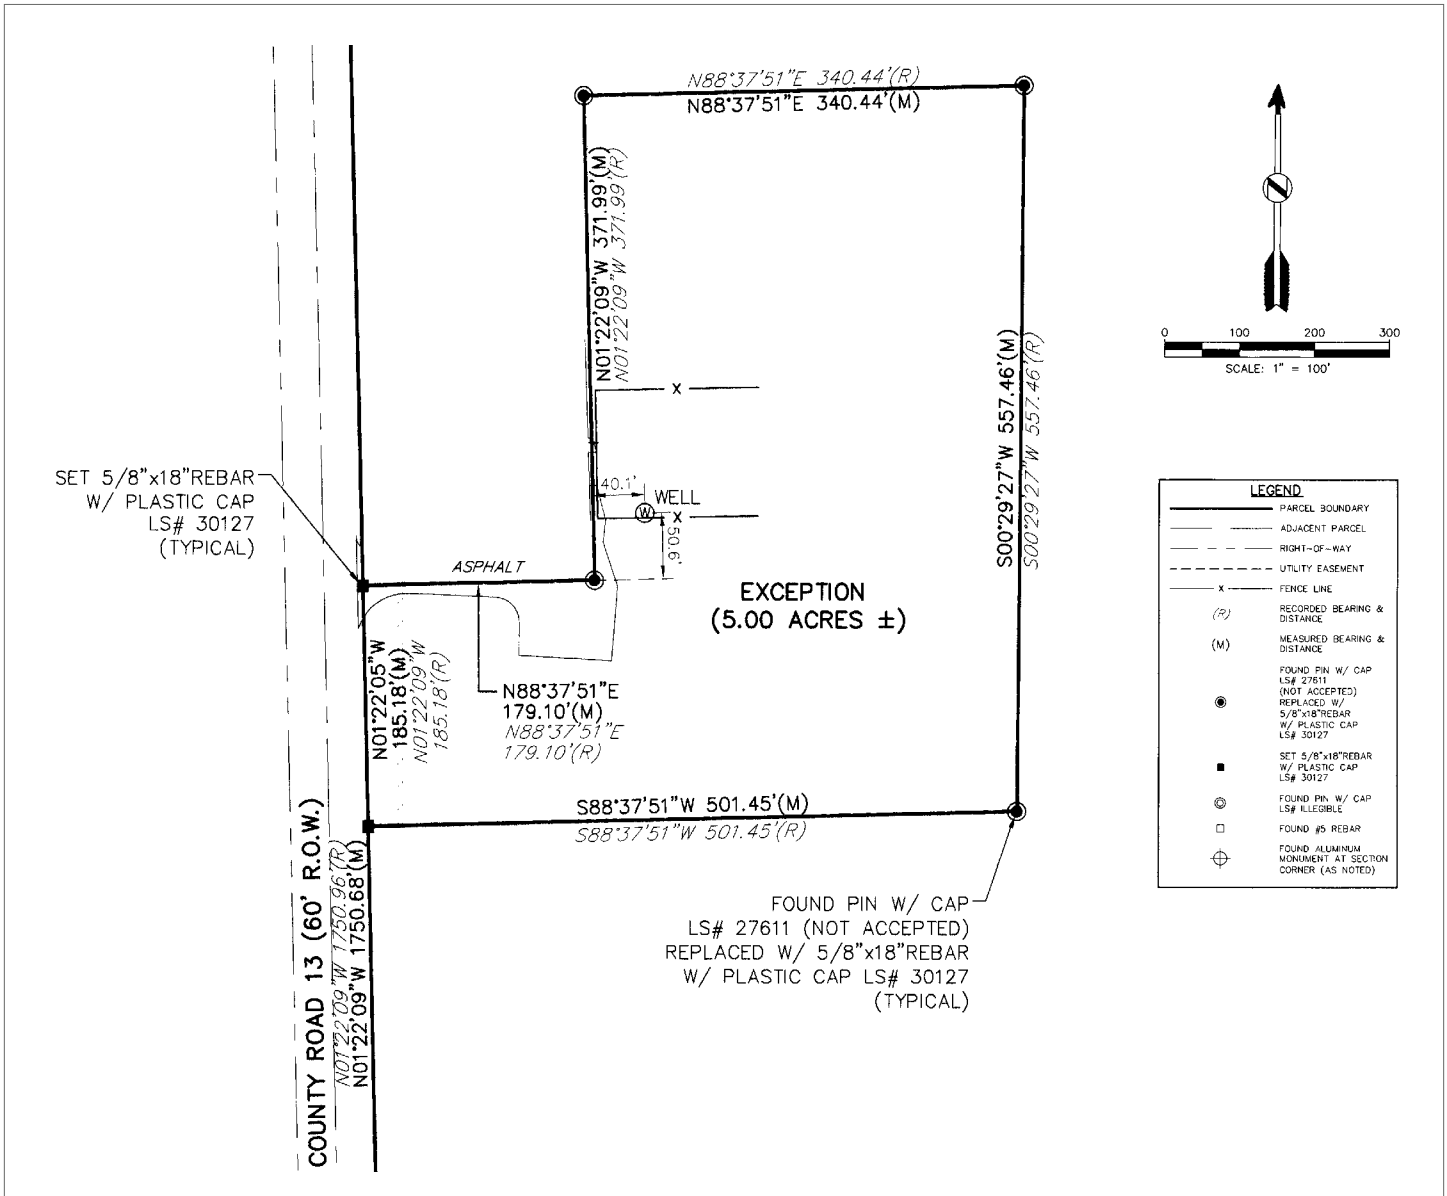 N88°37'51"E 340.44'(R)
N88°37'51"E 340.44'(M)
N01°22'09"W 371.99'(M)
N01°22'09"W 371.99'(R)
0 100 200 300
SCALE: 1" = 100'
S00°29'27"W 557.46'(M)
S00°29'27"W 557.46'(R)
X
SET 5/8"x18"REBAR
W/ PLASTIC CAP
LS# 30127
(TYPICAL)
40.1'
WELL
W
X
50.6'
ASPHALT
EXCEPTION
(5.00 ACRES ±)
N01°22'05"W
185.18'(M)
N01°22'09"W
185.18'(R)
N88°37'51"E
179.10'(M)
N88°37'51"E
179.10'(R)
S88°37'51"W 501.45'(M)
S88°37'51"W 501.45'(R)
COUNTY ROAD 13 (60' R.O.W.)
N01°22'09"W 1750.96'(R)
N01°22'09"W 1750.68'(M)
FOUND PIN W/ CAP
LS# 27611 (NOT ACCEPTED)
REPLACED W/ 5/8"x18"REBAR
W/ PLASTIC CAP LS# 30127
(TYPICAL)
LEGEND
PARCEL BOUNDARY
ADJACENT PARCEL
RIGHT-OF-WAY
UTILITY EASEMENT
X FENCE LINE
(R) RECORDED BEARING &
DISTANCE
(M) MEASURED BEARING &
DISTANCE
FOUND PIN W/ CAP
LS# 27611
(NOT ACCEPTED)
REPLACED W/
5/8"x18"REBAR
W/ PLASTIC CAP
LS# 30127
SET 5/8"x18"REBAR
W/ PLASTIC CAP
LS# 30127
FOUND PIN W/ CAP
LS# ILLEGIBLE
FOUND #5 REBAR
FOUND ALUMINUM
MONUMENT AT SECTION
CORNER (AS NOTED)